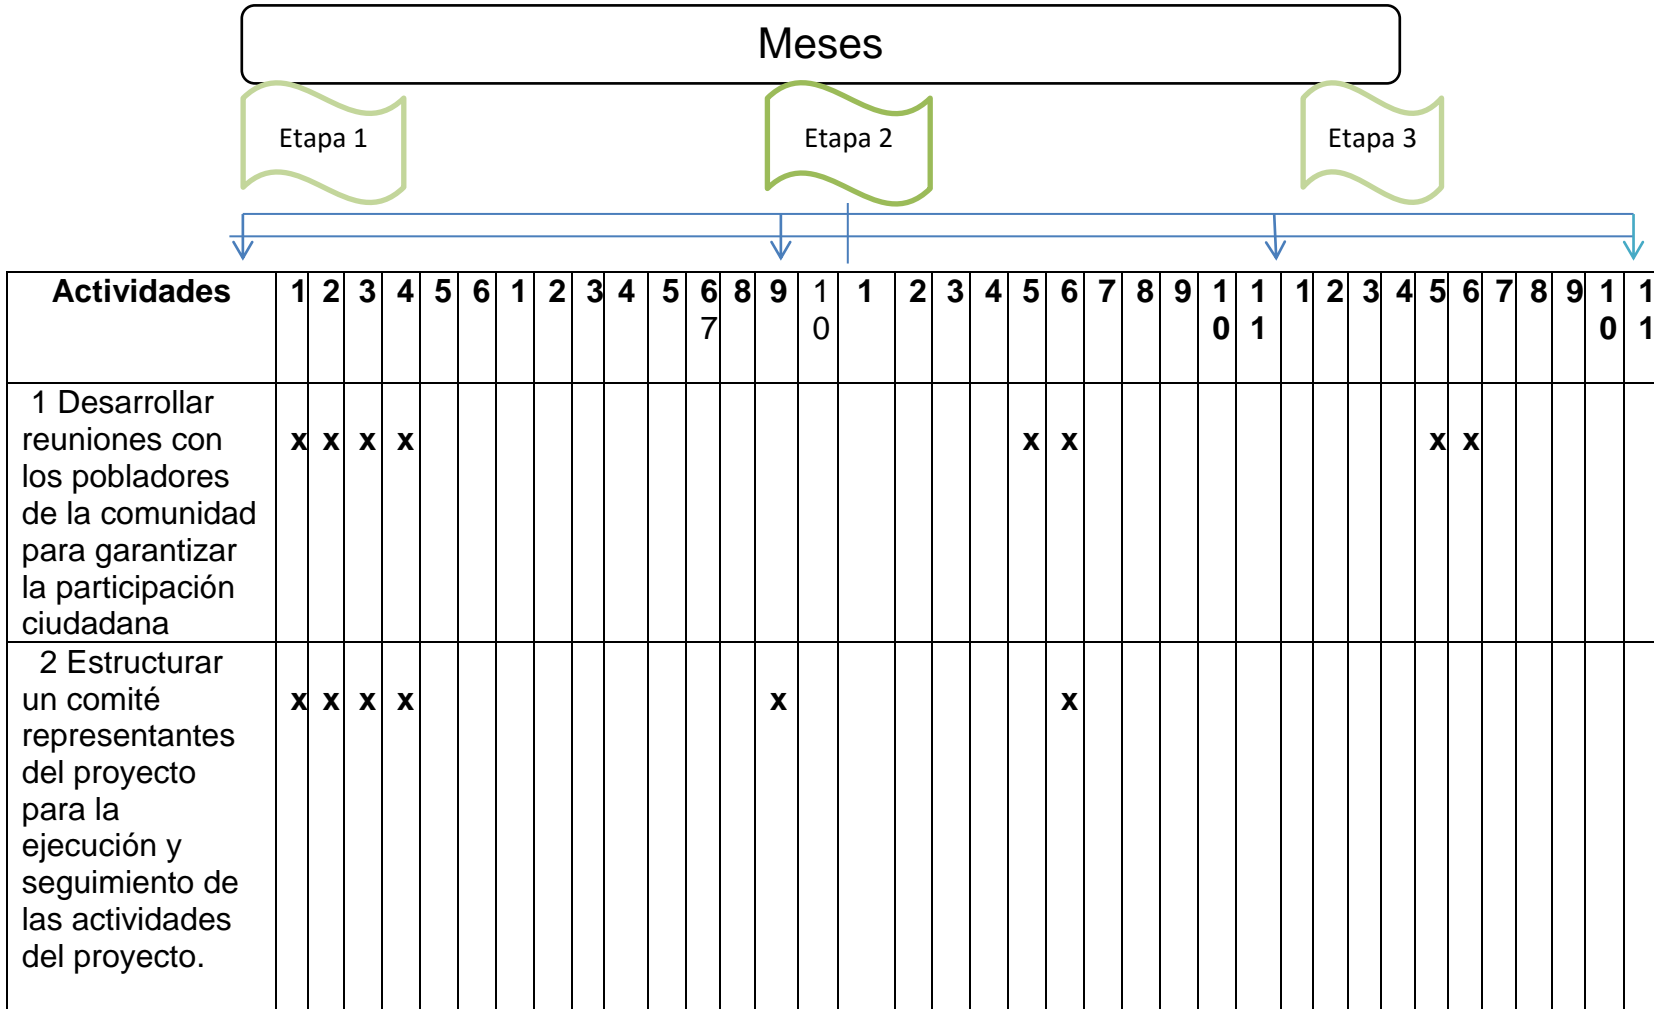 Meses
Etapa 1 Etapa 2 Etapa 3
Actividades 1 2 3 4 5 6 1 2 3 4 5 6 8 9 1 1 2 3 4 5 6 7 8 9 1 1 1 2 3 4 5 6 7 8 9 1 1
7 0 0 1 0 1
1 Desarrollar
reuniones con x x x x x x x x
los pobladores
de la comunidad
para garantizar
la participación
ciudadana
2 Estructurar
un comité x x x x x x
representantes
del proyecto
para la
ejecución y
seguimiento de
las actividades
del proyecto.